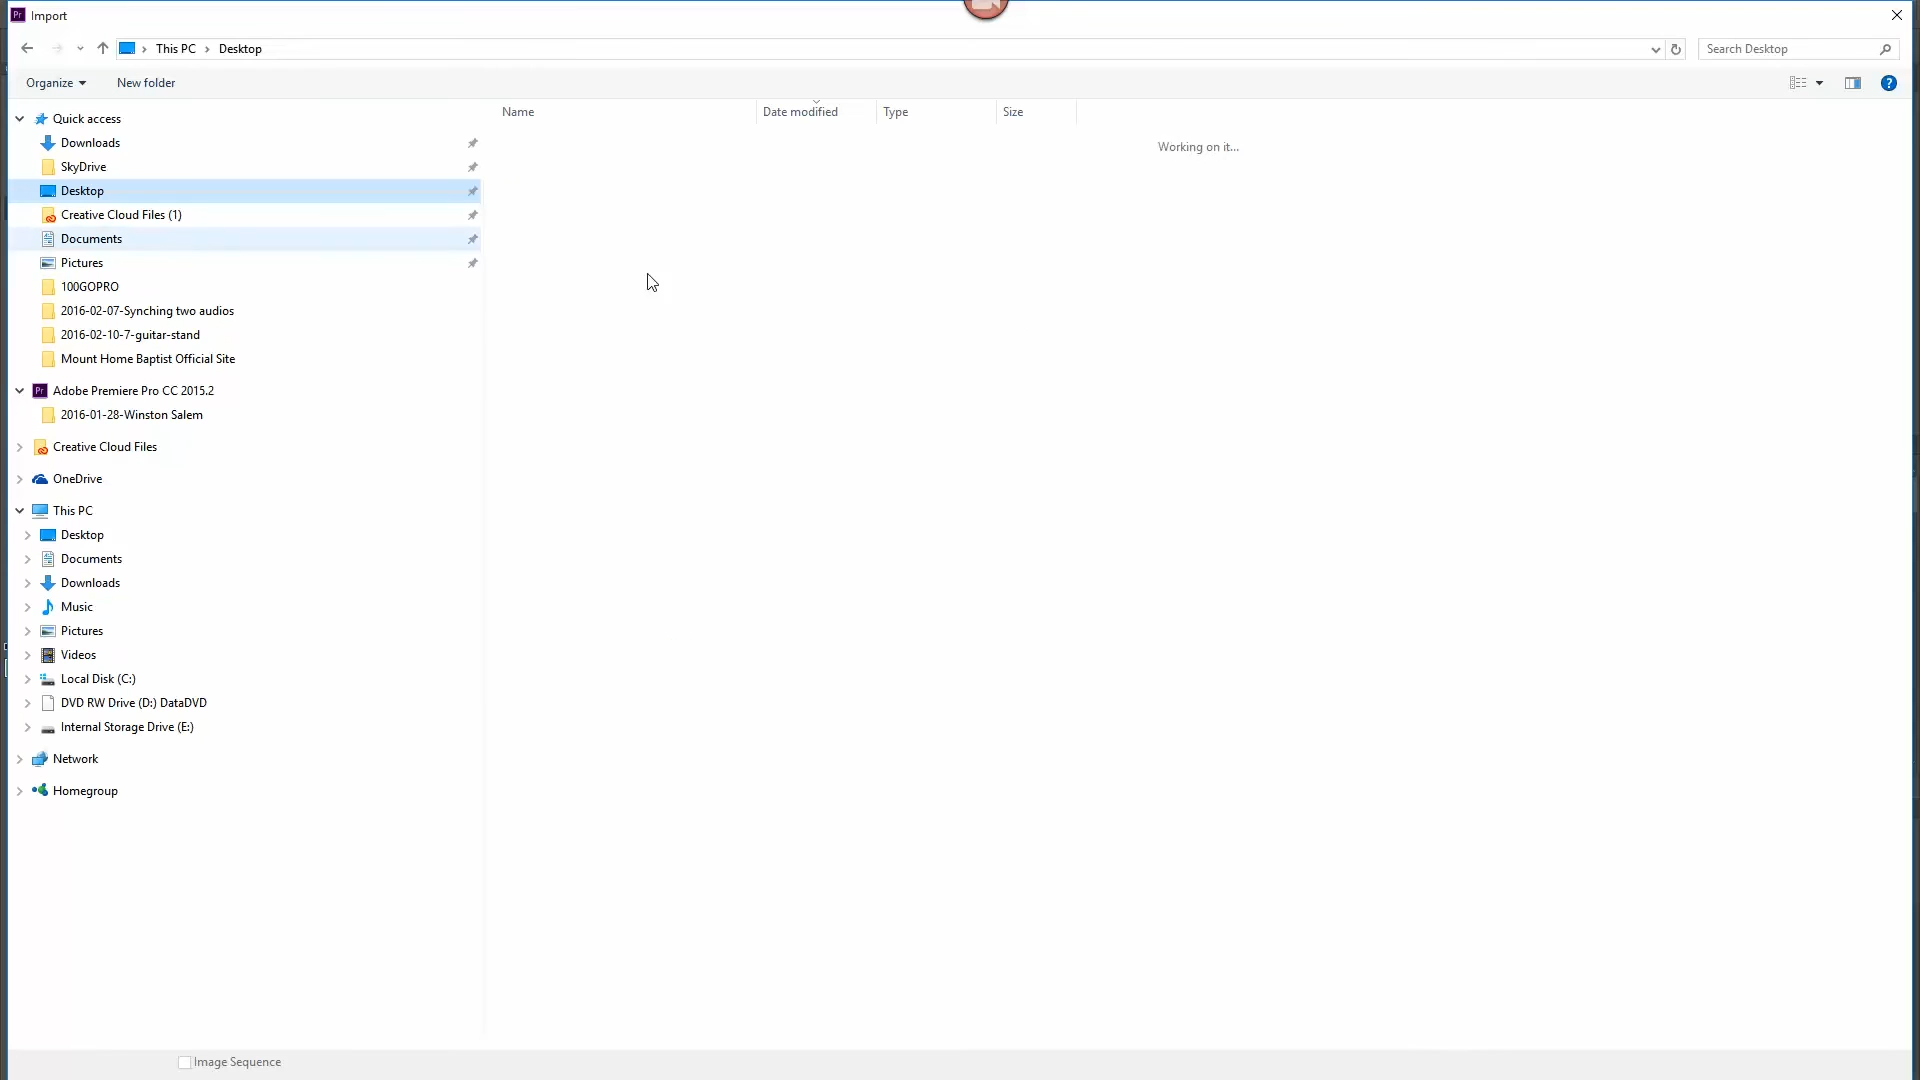 Pr Import
This PC Desktop
Search Desktop
Organize
New folder
Name
Date modified
Type
Size
Working on it...
Quick access
Downloads
SkyDrive
Desktop
Creative Cloud Files (1)
Documents
Pictures
100GOPRO
2016-02-07-Synching two audios
2016-02-10-7-guitar-stand
Mount Home Baptist Official Site
Pr Adobe Premiere Pro CC 2015.2
2016-01-28-Winston Salem
Creative Cloud Files
OneDrive
This PC
Desktop
Documents
Downloads
Music
Pictures
Videos
Local Disk (C:)
DVD RW Drive (D:) DataDVD
Internal Storage Drive (E:)
Network
Homegroup
Image Sequence